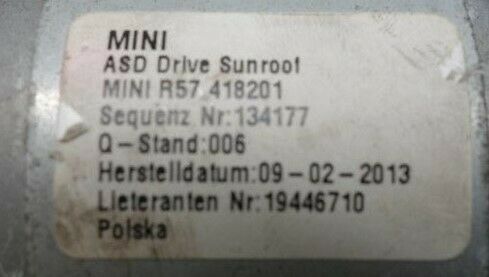 MINI
ASD Drive Sunroof
MINI R57 418201
Sequenz Nr:134177
Q-Stand:006
Herstelldatum:09-02-2013
Lieteranten Nr:19446710
Polska